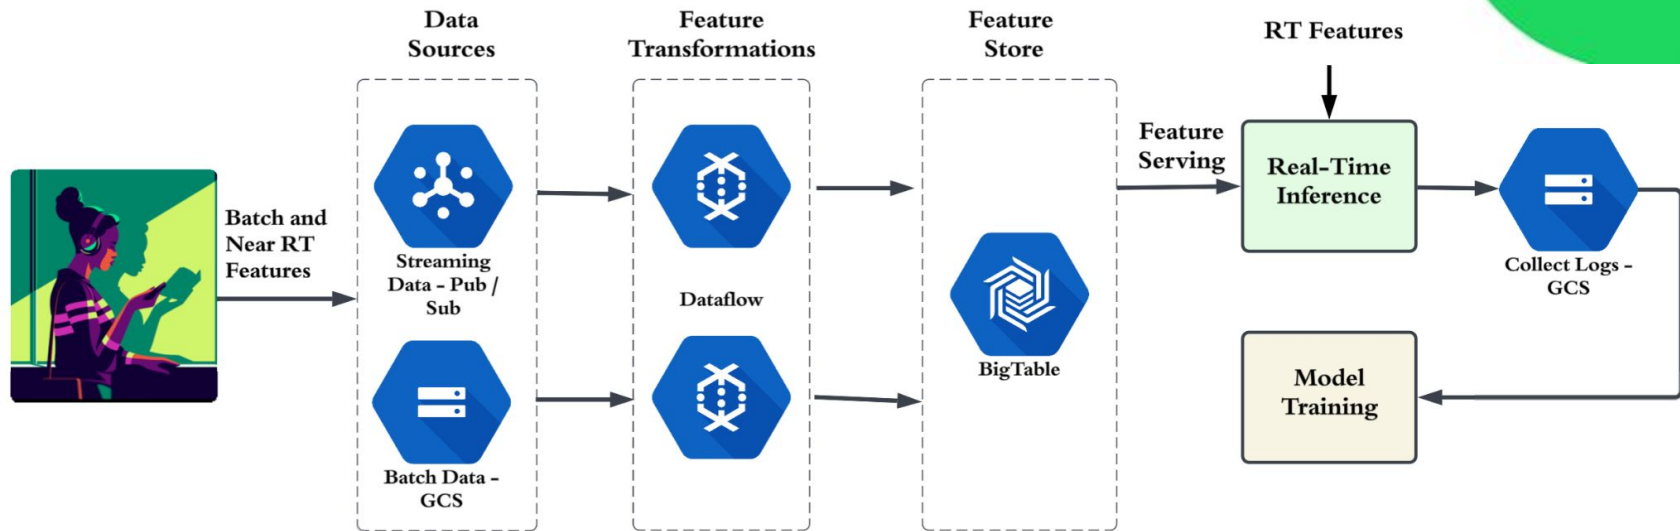 Data
Sources
Feature
Transformations
Feature
Store
RT Features
Batch and
Near RT
Features
Streaming
Data - Pub /
Sub
Batch Data -
GCS
Dataflow
BigTable
Feature
Serving
Real-Time
Inference
Collect Logs -
GCS
Model
Training